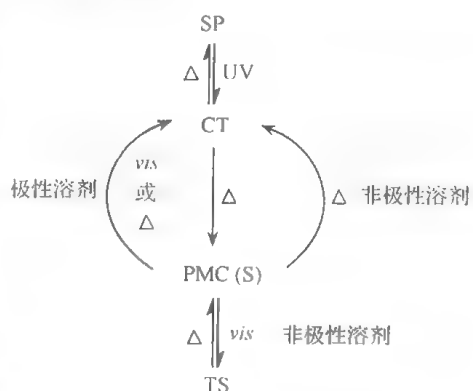 SP
△ UV
CT
极性溶剂 vis 或 △
△
△ 非极性溶剂
PMC (S)
△ vis 非极性溶剂
TS